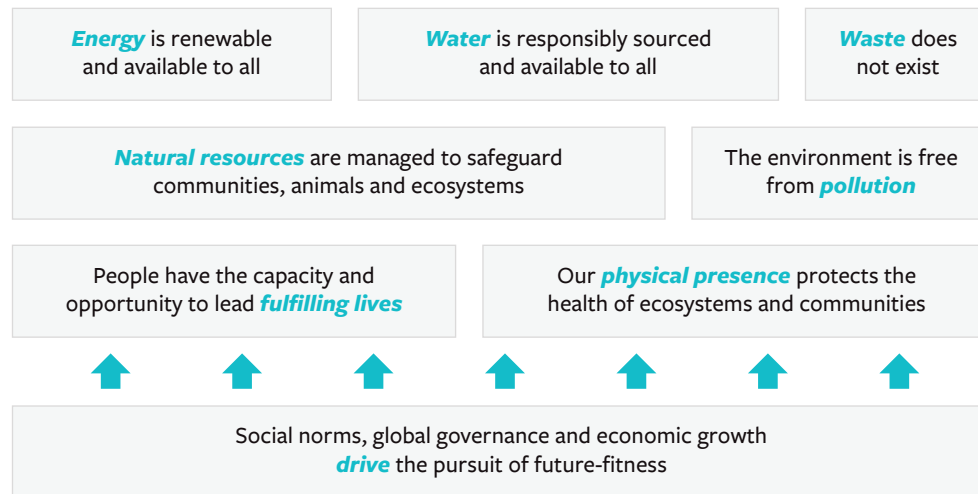 Energy is renewable
and available to all
Water is responsibly sourced
and available to all
Waste does
not exist
Natural resources are managed to safeguard
communities, animals and ecosystems
The environment is free
from pollution
People have the capacity and
opportunity to lead fulfilling lives
Our physical presence protects the
health of ecosystems and communities
Social norms, global governance and economic growth
drive the pursuit of future-fitness